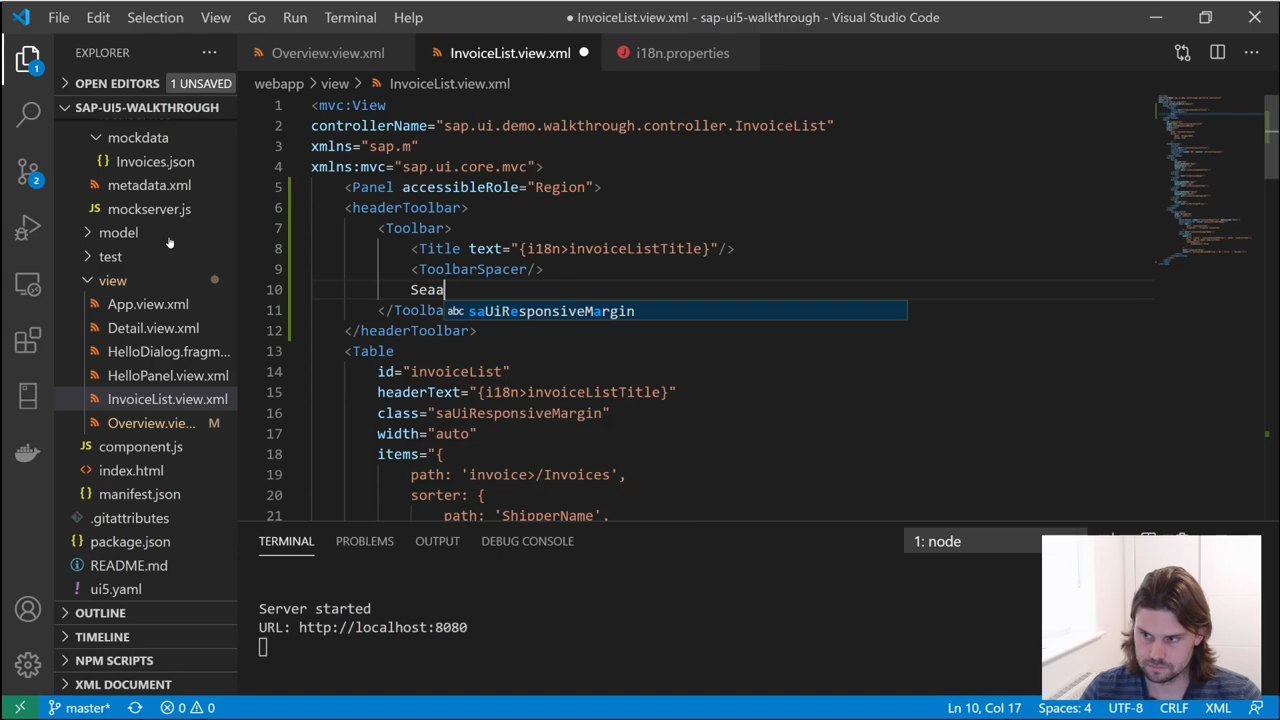 File Edit Selection View Go Run Terminal Help
● InvoiceList.view.xml - sap-ui5-walkthrough - Visual Studio Code
EXPLORER
OPEN EDITORS 1 UNSAVED
SAP-UI5-WALKTHROUGH
mockdata
{} Invoices.json
metadata.xml
JS mockserver.js
model
test
view
App.view.xml
Detail.view.xml
HelloDialog.fragm...
HelloPanel.view.xml
InvoiceList.view.xml
Overview.vie... M
JS component.js
<> index.html
{} manifest.json
.gitattributes
package.json
README.md
! ui5.yaml
OUTLINE
TIMELINE
NPM SCRIPTS
XML DOCUMENT
1
2
Overview.view.xml
InvoiceList.view.xml
i18n.properties
webapp > view > InvoiceList.view.xml
1 <mvc:View
2 controllerName="sap.ui.demo.walkthrough.controller.InvoiceList"
3 xmlns="sap.m"
4 xmlns:mvc="sap.ui.core.mvc">
5 <Panel accessibleRole="Region">
6 <headerToolbar>
7 <Toolbar>
8 <Title text="{i18n>invoiceListTitle}"/>
9 <ToolbarSpacer/>
10 Seaa
11 </Toolba
abc saUiResponsiveMargin
12 </headerToolbar>
13 <Table
14 id="invoiceList"
15 headerText="{i18n>invoiceListTitle}"
16 class="saUiResponsiveMargin"
17 width="auto"
18 items="{
19 path: 'invoice>/Invoices',
20 sorter: {
21 path: 'ShipperName',
TERMINAL PROBLEMS OUTPUT DEBUG CONSOLE
1: node
Server started
URL: http://localhost:8080
master* 0 0
Ln 10, Col 17 Spaces: 4 UTF-8 CRLF XML